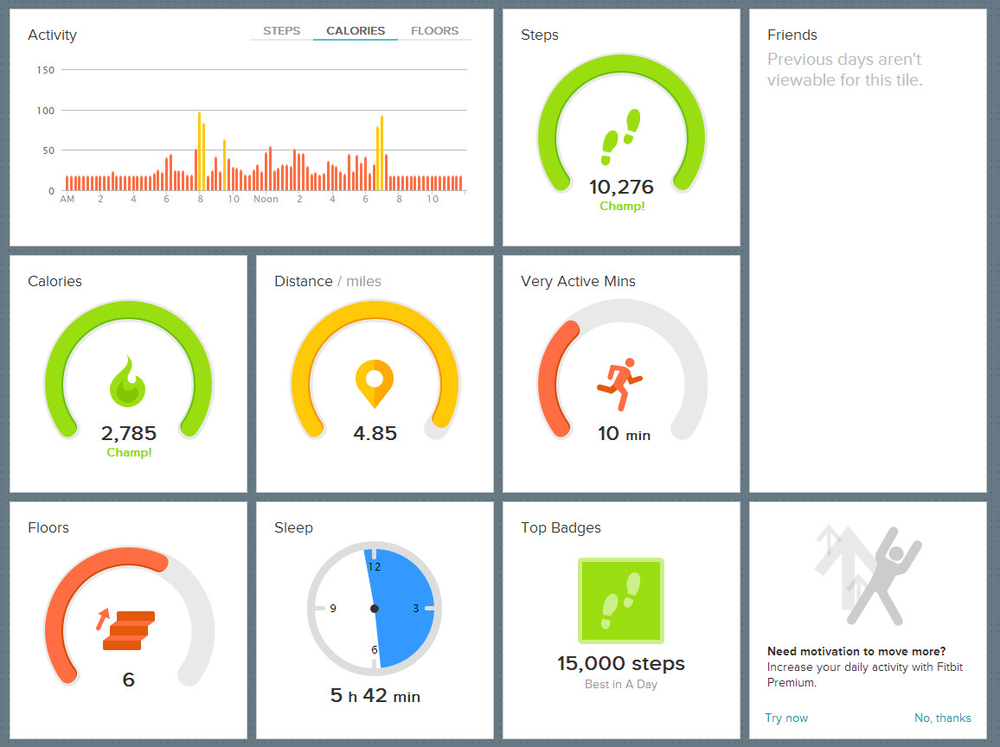 Activity
STEPS CALORIES FLOORS
150
100
50
0
AM 2 4 6 8 10 Noon 2 4 6 8 10
Steps
10,276
Champ!
Friends
Previous days aren't
viewable for this tile.
Calories
2,785
Champ!
Distance / miles
4.85
Very Active Mins
10 min
Floors
6
Sleep
12
9 3
6
5 h 42 min
Top Badges
15,000 steps
Best in A Day
Need motivation to move more?
Increase your daily activity with Fitbit
Premium.
Try now No, thanks